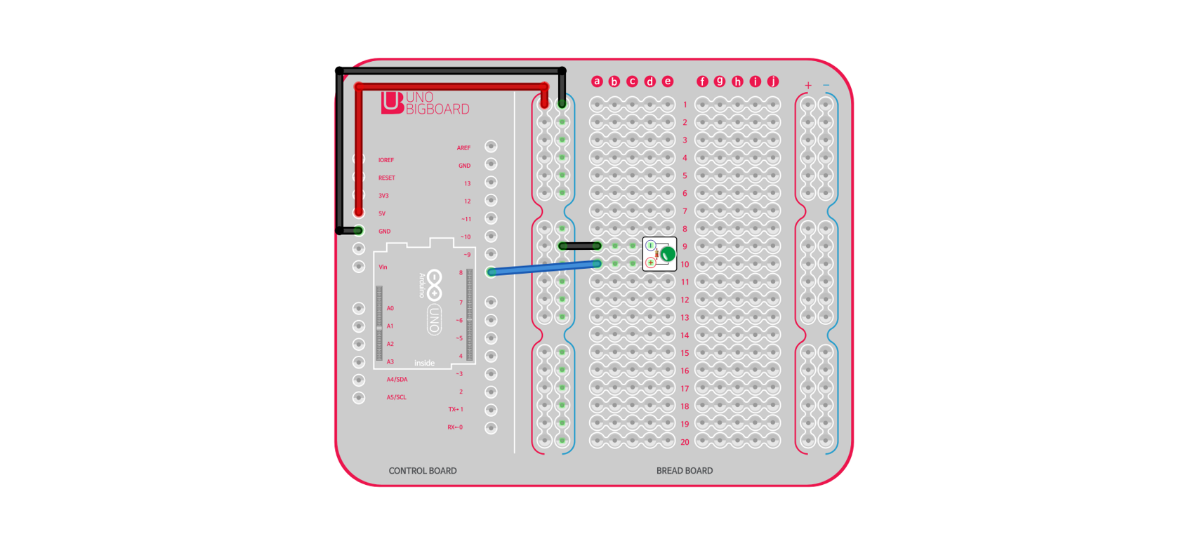 UNO
BIGBOARD
a b c d e f g h i j
+ −
1
2
3
4
5
6
7
8
9
10
11
12
13
14
15
16
17
18
19
20
IOREF
RESET
3V3
5V
GND
Vin
A0
A1
A2
A3
A4/SDA
A5/SCL
AREF
GND
13
12
~11
~10
~9
8
7
~6
~5
4
~3
2
TX→1
RX←0
Arduino
UNO
Inside
CONTROL BOARD
BREAD BOARD